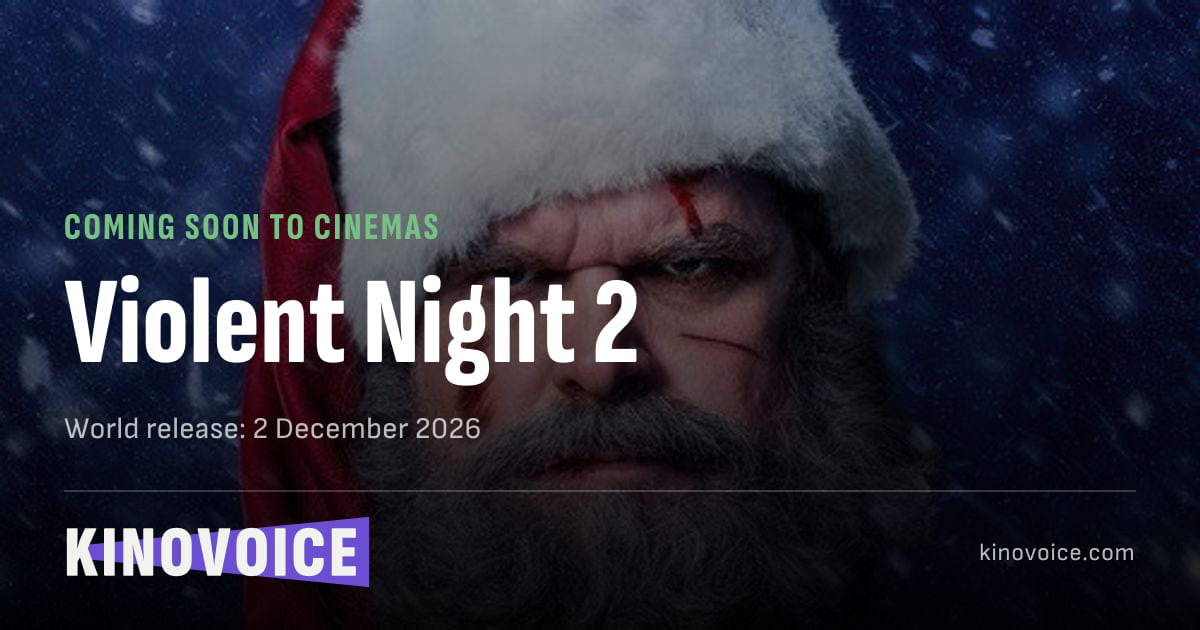 COMING SOON TO CINEMAS
Violent Night 2
World release: 2 December 2026
KINOVOICE
kinovoice.com